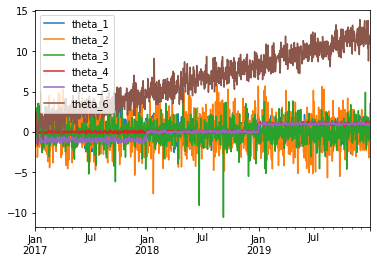 15
10
5
0
−5
−10
theta_1
theta_2
theta_3
theta_4
theta_5
theta_6
Jan Jul Jan Jul Jan Jul
2017 2018 2019